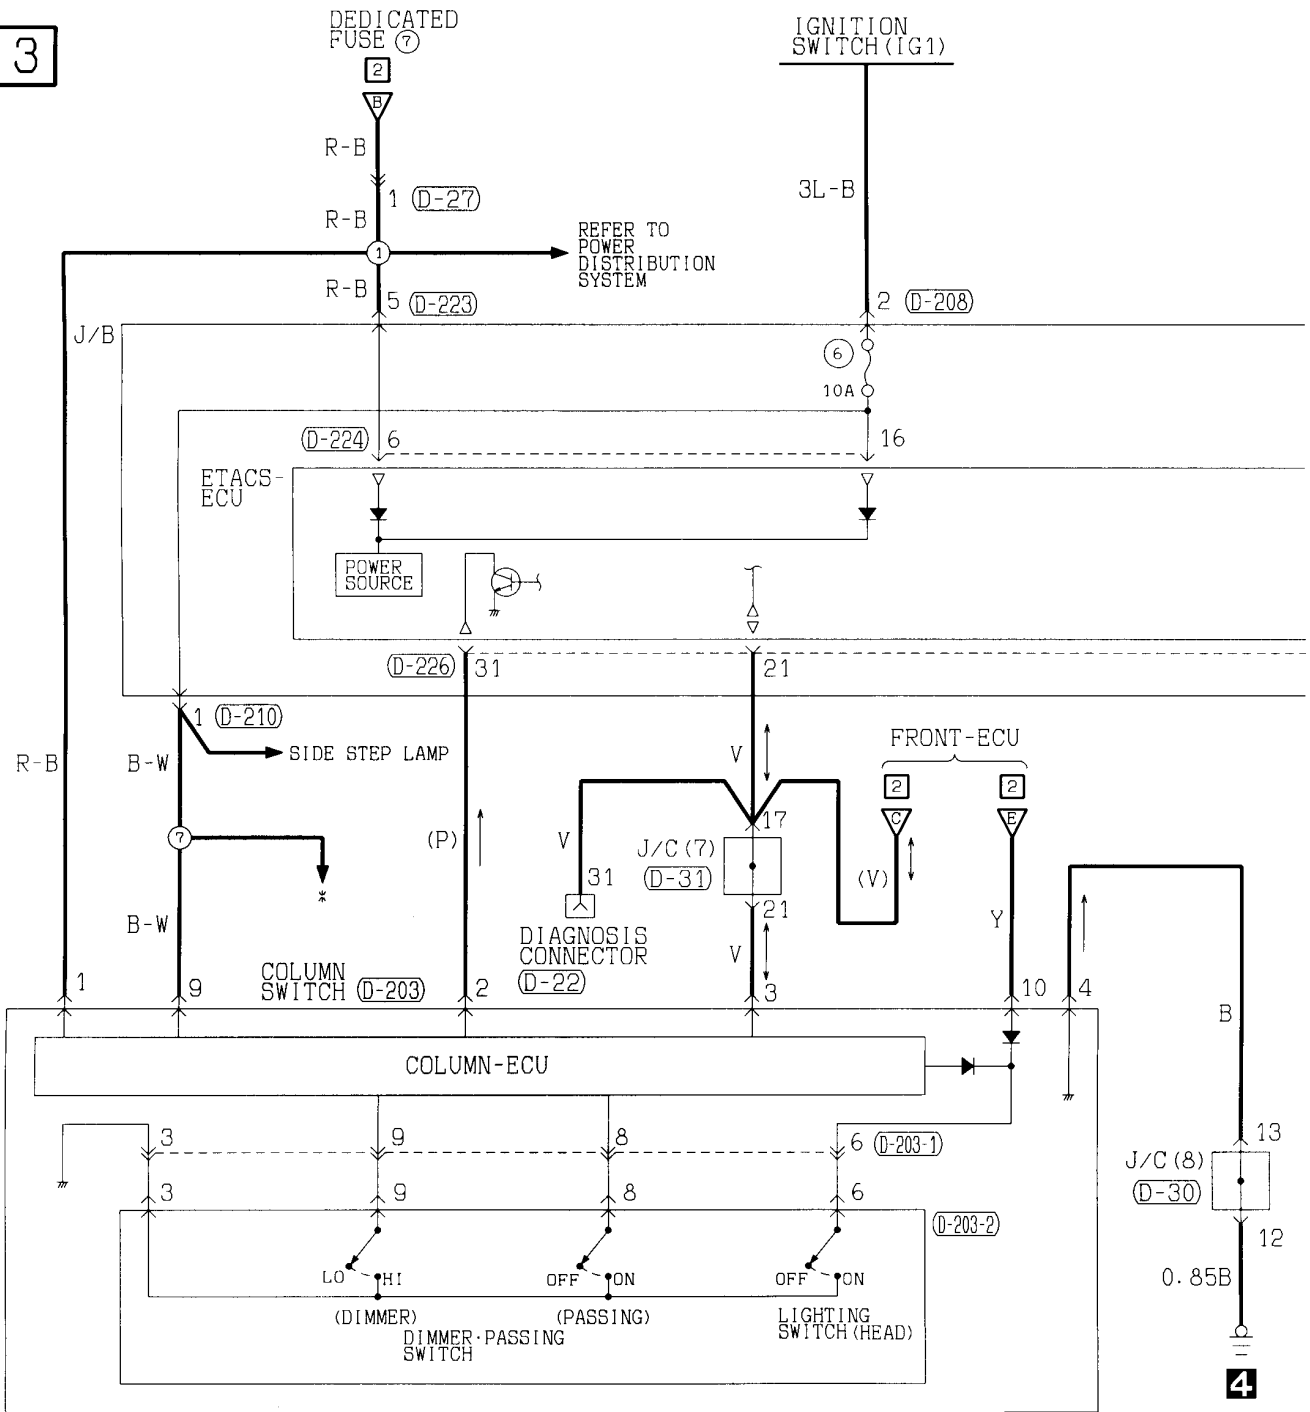 3
DEDICATED
FUSE ⑦
2
B
IGNITION
SWITCH (IG1)
R-B
1 (D-27)
3L-B
R-B
1
REFER TO
POWER
DISTRIBUTION
SYSTEM
R-B
5 (D-223)
2 (D-208)
J/B
6
10A
(D-224) 6
16
ETACS-
ECU
POWER
SOURCE
(D-226) 31
21
1 (D-210)
SIDE STEP LAMP
R-B
B-W
V
FRONT-ECU
2
2
C
E
7
(P)
V
17
J/C (7)
(D-31)
(V)
31
*
21
B-W
DIAGNOSIS
CONNECTOR
(D-22)
V
Y
COLUMN
SWITCH (D-203)
1
9
2
3
10
4
B
COLUMN-ECU
3
9
8
6 (D-203-1)
13
J/C (8)
(D-30)
3
9
8
6
(D-203-2)
12
LO
HI
OFF
ON
OFF
ON
0.85B
(DIMMER)
(PASSING)
DIMMER·PASSING
SWITCH
LIGHTING
SWITCH (HEAD)
4